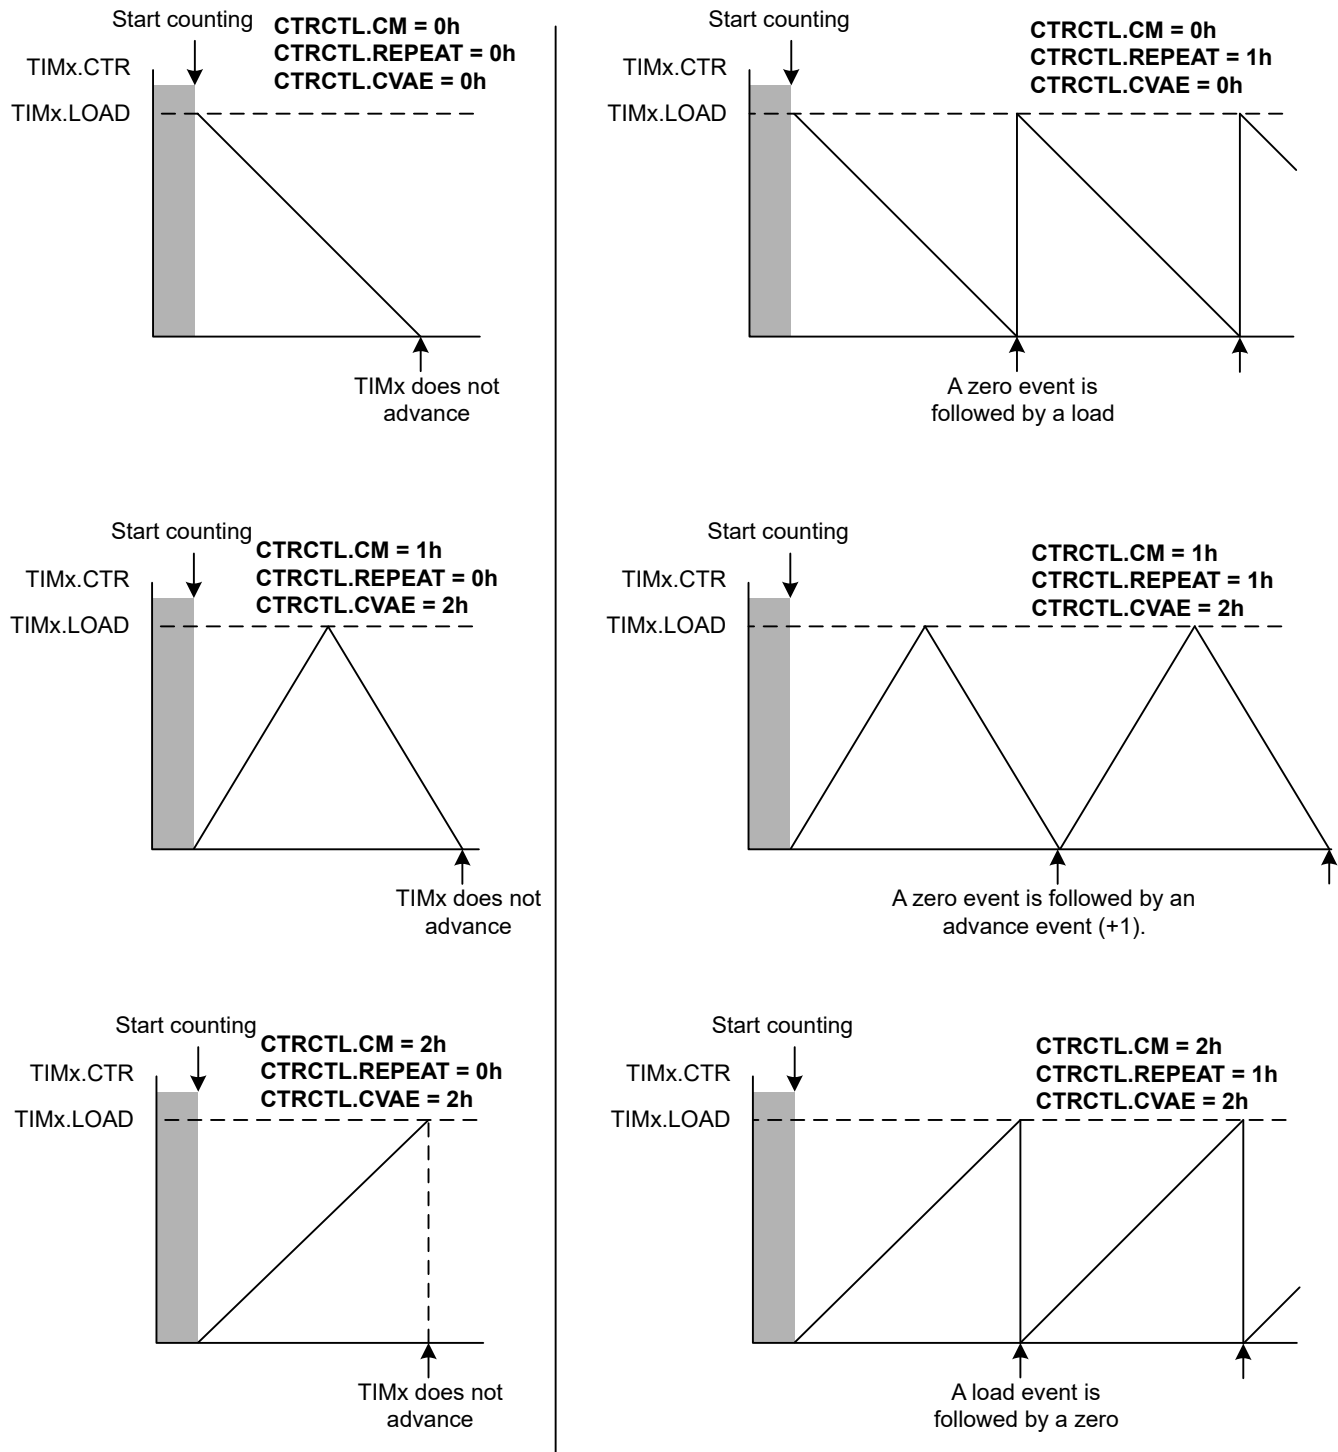 Start counting
CTRCTL.CM = 0h
CTRCTL.REPEAT = 0h
CTRCTL.CVAE = 0h
TIMx.CTR
TIMx.LOAD
TIMx does not
advance
Start counting
CTRCTL.CM = 0h
CTRCTL.REPEAT = 1h
CTRCTL.CVAE = 0h
TIMx.CTR
TIMx.LOAD
A zero event is
followed by a load
Start counting
CTRCTL.CM = 1h
CTRCTL.REPEAT = 0h
CTRCTL.CVAE = 2h
TIMx.CTR
TIMx.LOAD
TIMx does not
advance
Start counting
CTRCTL.CM = 1h
CTRCTL.REPEAT = 1h
CTRCTL.CVAE = 2h
TIMx.CTR
TIMx.LOAD
A zero event is followed by an
advance event (+1).
Start counting
CTRCTL.CM = 2h
CTRCTL.REPEAT = 0h
CTRCTL.CVAE = 2h
TIMx.CTR
TIMx.LOAD
TIMx does not
advance
Start counting
CTRCTL.CM = 2h
CTRCTL.REPEAT = 1h
CTRCTL.CVAE = 2h
TIMx.CTR
TIMx.LOAD
A load event is
followed by a zero